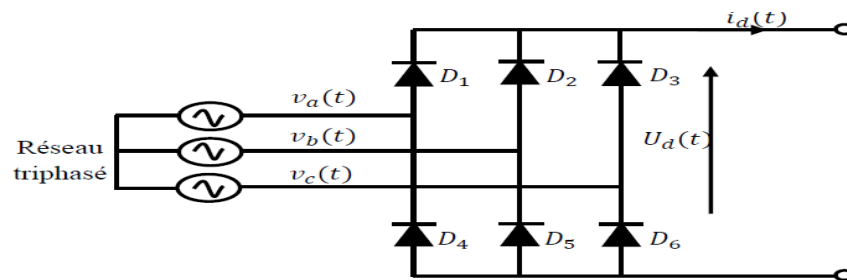 i_d(t)
D_1
D_2
D_3
v_a(t)
v_b(t)
v_c(t)
Réseau
triphasé
U_d(t)
D_4
D_5
D_6